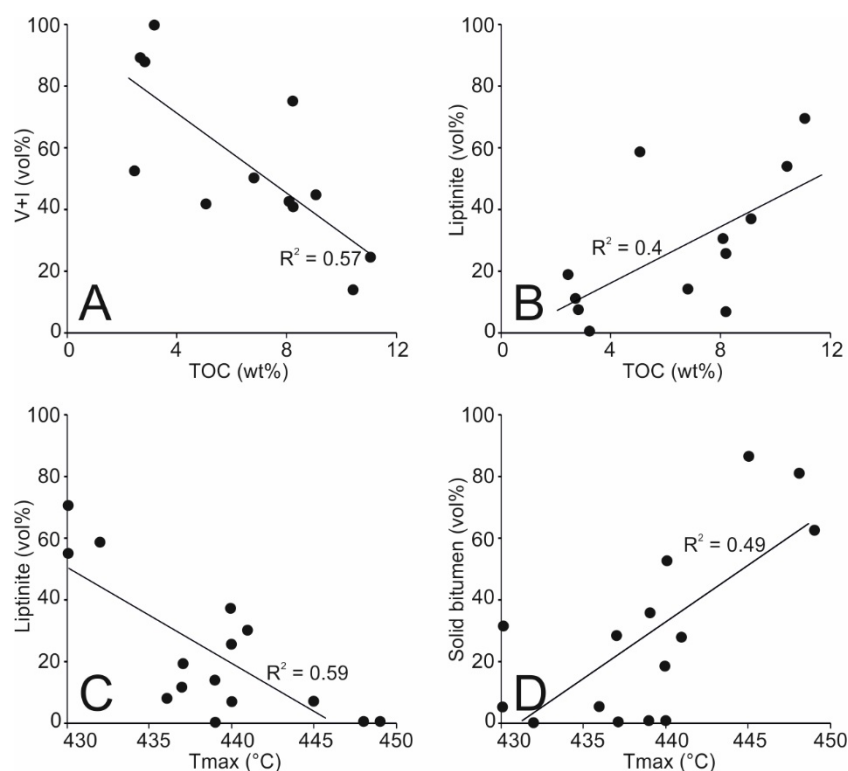 100
80
60
40
20
0
V+I (vol%)
R² = 0.57
A
0 4 8 12
TOC (wt%)
100
80
60
40
20
0
Liptinite (vol%)
R² = 0.4
B
0 4 8 12
TOC (wt%)
100
80
60
40
20
0
Liptinite (vol%)
R² = 0.59
C
430 435 440 445 450
Tmax (°C)
100
80
60
40
20
0
Solid bitumen (vol%)
R² = 0.49
D
430 435 440 445 450
Tmax (°C)